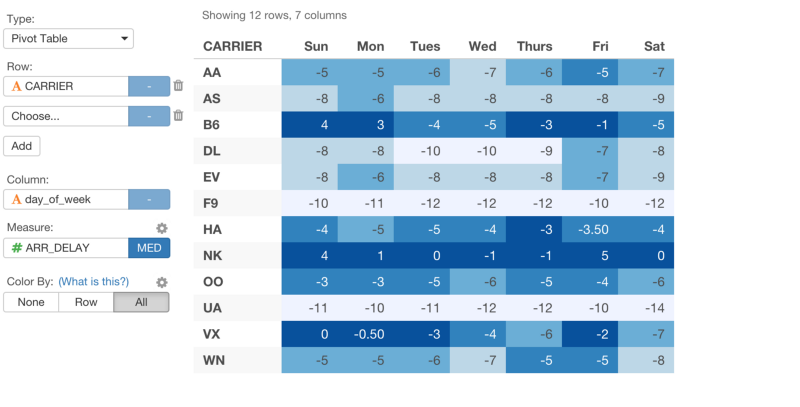 Type:
Pivot Table
Row:
A CARRIER -
Choose... -
Add
Column:
A day_of_week -
Measure:
# ARR_DELAY MED
Color By: (What is this?)
None Row All
Showing 12 rows, 7 columns
CARRIER Sun Mon Tues Wed Thurs Fri Sat
AA -5 -5 -6 -7 -6 -5 -7
AS -8 -6 -8 -8 -8 -8 -9
B6 4 3 -4 -5 -3 -1 -5
DL -8 -8 -10 -10 -9 -7 -8
EV -8 -6 -8 -8 -8 -7 -9
F9 -10 -11 -12 -12 -12 -10 -12
HA -4 -5 -5 -4 -3 -3.50 -4
NK 4 1 0 -1 -1 5 0
OO -3 -3 -5 -6 -5 -4 -6
UA -11 -10 -11 -12 -12 -10 -14
VX 0 -0.50 -3 -4 -6 -2 -7
WN -5 -5 -6 -7 -5 -5 -8